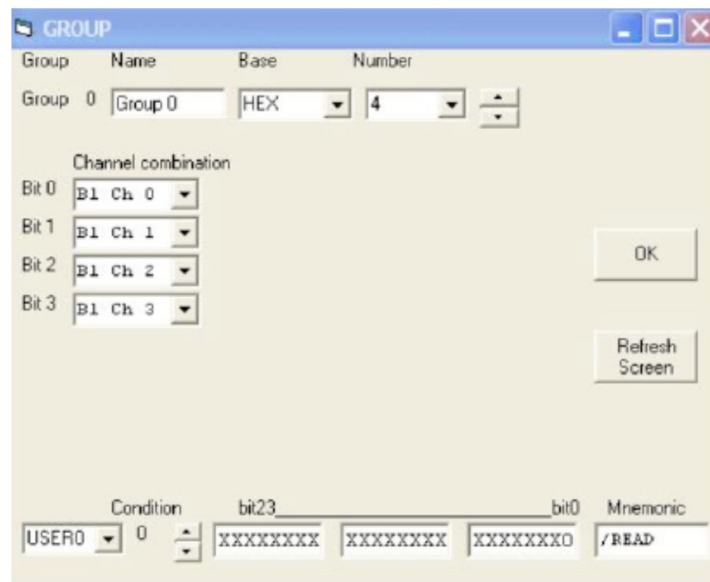 GROUP
Group Name Base Number
Group 0 Group 0 HEX 4
Channel combination
Bit 0 B1 Ch 0
Bit 1 B1 Ch 1
Bit 2 B1 Ch 2
Bit 3 B1 Ch 3
OK
Refresh
Screen
Condition bit23 bit0 Mnemonic
USER0 0 XXXXXXXX XXXXXXXX XXXXXXX0 /READ